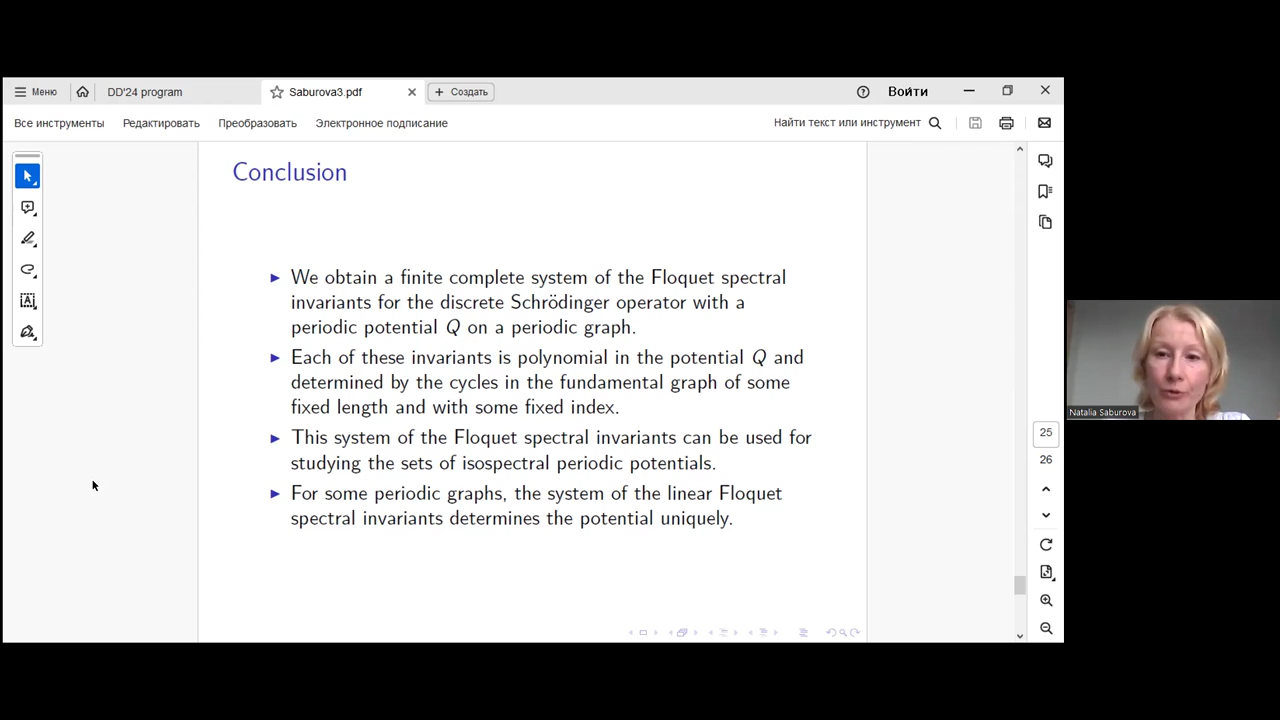 Меню
DD'24 program
Saburova3.pdf
Создать
Войти
Все инструменты
Редактировать
Преобразовать
Электронное подписание
Найти текст или инструмент
Conclusion
We obtain a finite complete system of the Floquet spectral
invariants for the discrete Schrödinger operator with a
periodic potential Q on a periodic graph.
Each of these invariants is polynomial in the potential Q and
determined by the cycles in the fundamental graph of some
fixed length and with some fixed index.
This system of the Floquet spectral invariants can be used for
studying the sets of isospectral periodic potentials.
For some periodic graphs, the system of the linear Floquet
spectral invariants determines the potential uniquely.
25
26
Natalia Saburova